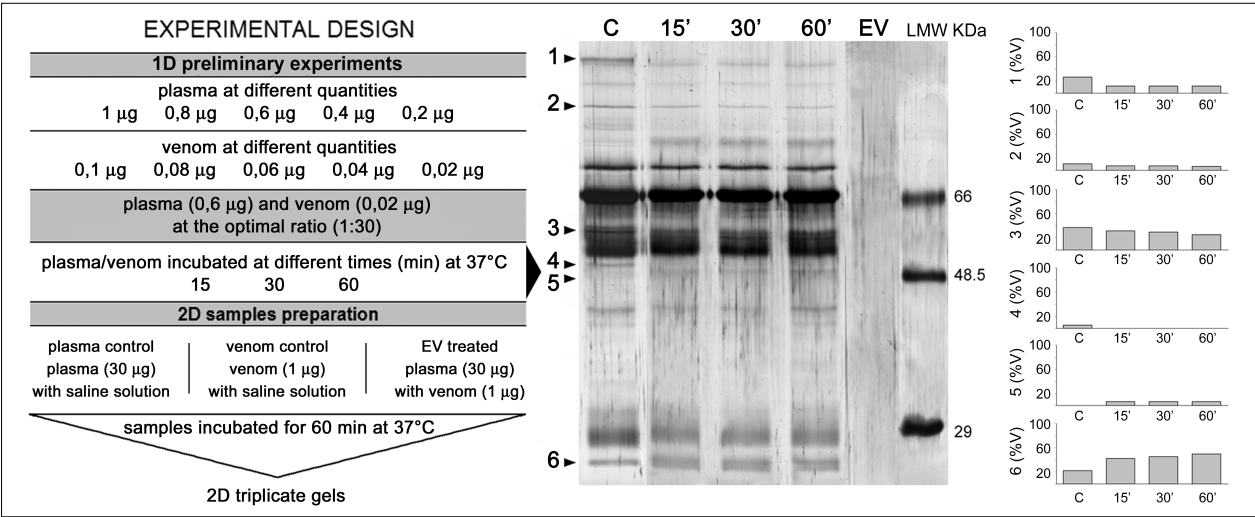 EXPERIMENTAL DESIGN
1D preliminary experiments
plasma at different quantities
1 µg 0,8 µg 0,6 µg 0,4 µg 0,2 µg
venom at different quantities
0,1 µg 0,08 µg 0,06 µg 0,04 µg 0,02 µg
plasma (0,6 µg) and venom (0,02 µg)
at the optimal ratio (1:30)
plasma/venom incubated at different times (min) at 37°C
15 30 60
2D samples preparation
plasma control
plasma (30 µg)
with saline solution
venom control
venom (1 µg)
with saline solution
EV treated
plasma (30 µg)
with venom (1 µg)
samples incubated for 60 min at 37°C
2D triplicate gels
C 15’ 30’ 60’ EV LMW KDa
1
2
3
4
5
6
66
48.5
29
1 (%V)
100
60
20
C 15’ 30’ 60’
2 (%V)
100
60
20
C 15’ 30’ 60’
3 (%V)
100
60
20
C 15’ 30’ 60’
4 (%V)
100
60
20
C 15’ 30’ 60’
5 (%V)
100
60
20
C 15’ 30’ 60’
6 (%V)
100
60
20
C 15’ 30’ 60’